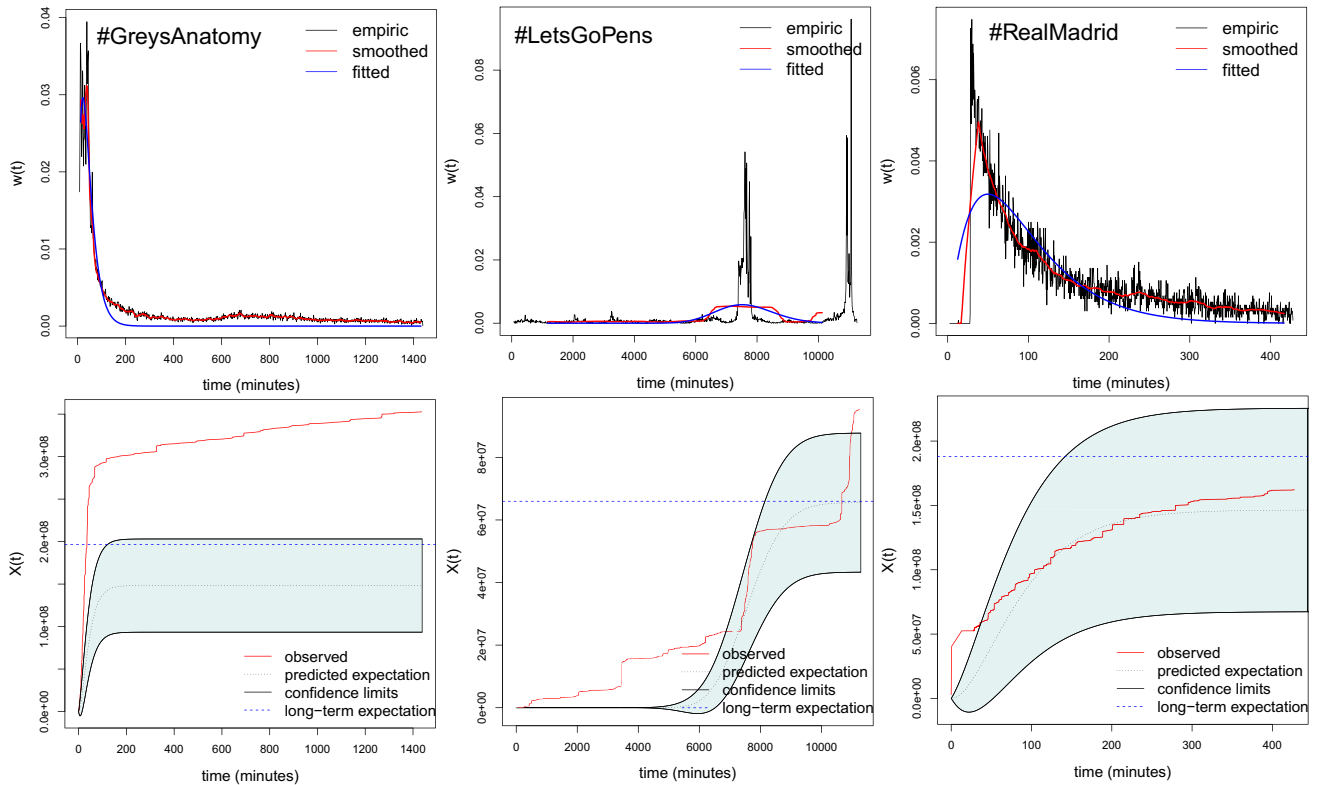 #GreysAnatomy
empiric
smoothed
fitted
w(t)
0.00
0.01
0.02
0.03
0.04
0 200 400 600 800 1000 1200 1400
time (minutes)
#LetsGoPens
empiric
smoothed
fitted
w(t)
0.00
0.02
0.04
0.06
0.08
0 2000 4000 6000 8000 10000
time (minutes)
#RealMadrid
empiric
smoothed
fitted
w(t)
0.000
0.002
0.004
0.006
0 100 200 300 400
time (minutes)
X(t)
0.0e+00
1.0e+08
2.0e+08
3.0e+08
observed
predicted expectation
confidence limits
long-term expectation
0 200 400 600 800 1000 1200 1400
time (minutes)
X(t)
0e+00
2e+07
4e+07
6e+07
8e+07
observed
predicted expectation
confidence limits
long-term expectation
0 2000 4000 6000 8000 10000
time (minutes)
X(t)
0.0e+00
5.0e+07
1.0e+08
1.5e+08
2.0e+08
observed
predicted expectation
confidence limits
long-term expectation
0 100 200 300 400
time (minutes)